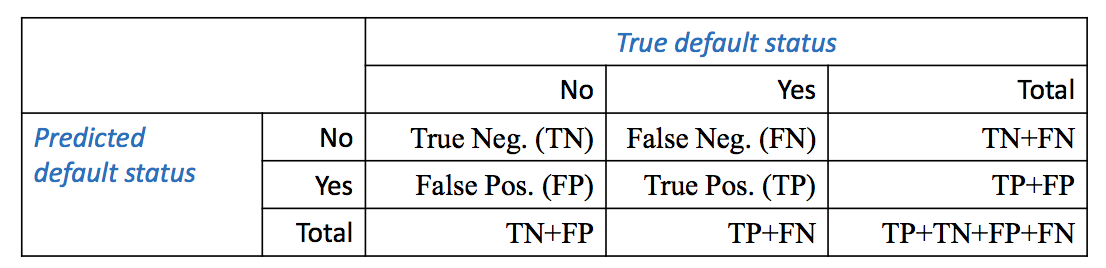 True default status
No Yes Total
Predicted default status No True Neg. (TN) False Neg. (FN) TN+FN
Yes False Pos. (FP) True Pos. (TP) TP+FP
Total TN+FP TP+FN TP+TN+FP+FN